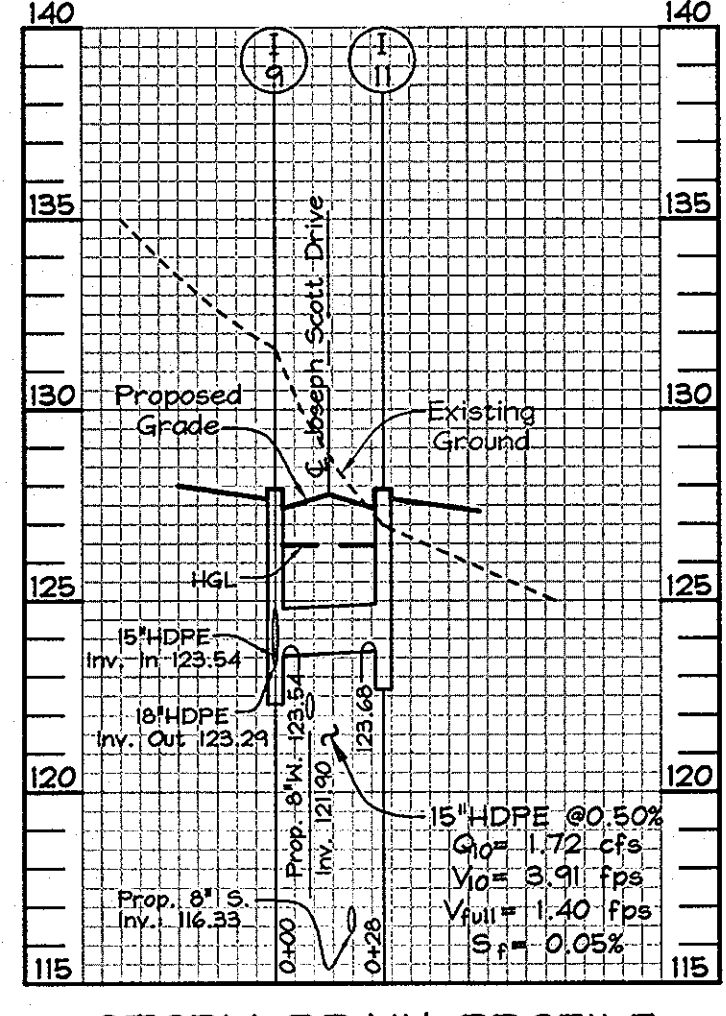 140
140
I
9
I
11
135
135
℄ Joseph Scott Drive
130
130
Proposed
Grade
Existing
Ground
HGL
125
125
15"HDPE
Inv. In 123.54
18"HDPE
Inv. Out 123.29
123.54
123.68
Prop. 8"W.
Inv. 121.90
120
120
15"HDPE @0.50%
Q10= 1.72 cfs
V10= 3.91 fps
Vfull= 1.40 fps
Sf= 0.05%
Prop. 8" S.
Inv. 116.33
0+00
0+28
115
115